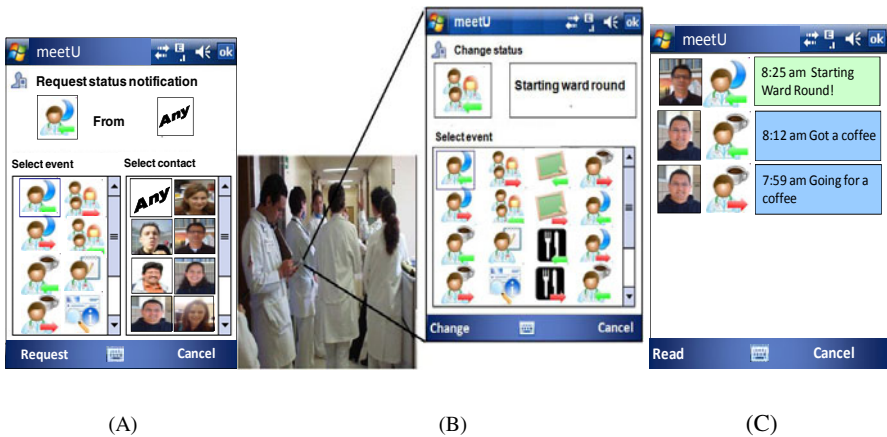 meetU
ok
Request status notification
From
Any
Select event
Select contact
Any
Request
Cancel
(A)
meetU
ok
Change status
Starting ward round
Select event
Change
Cancel
(B)
meetU
ok
8:25 am Starting
Ward Round!
8:12 am Got a coffee
7:59 am Going for a
coffee
Read
Cancel
(C)